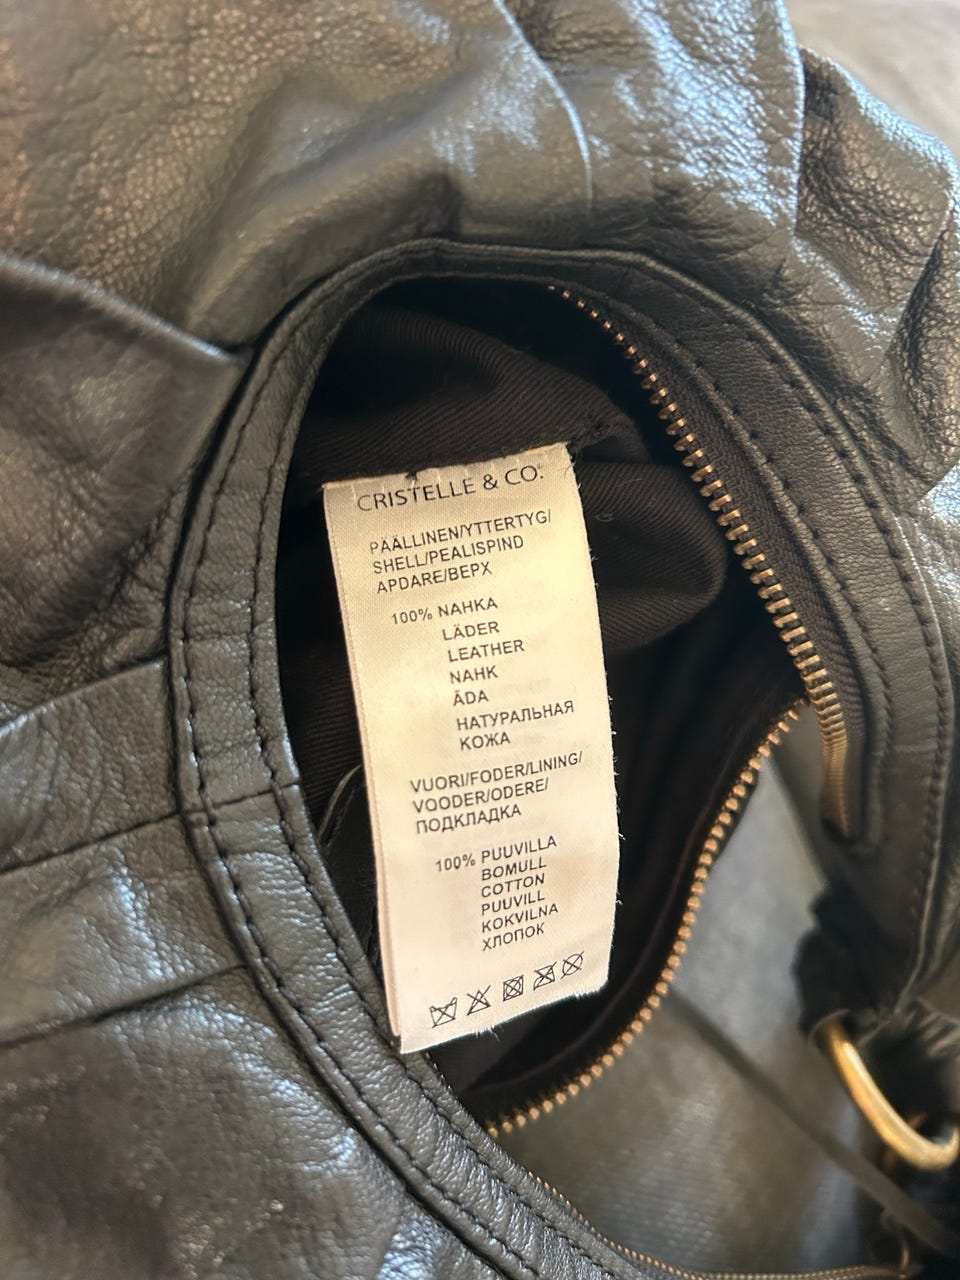 CRISTELLE & CO.
PÄÄLLINEN/YTTERTYG/
SHELL/PEALISPIND
APDARE/ВЕРХ
100% NAHKA
LÄDER
LEATHER
NAHK
ĀDA
НАТУРАЛЬНАЯ
КОЖА
VUORI/FODER/LINING/
VOODER/ODERE/
ПОДКЛАДКА
100% PUUVILLA
BOMULL
COTTON
PUUVILL
KOKVILNA
ХЛОПОК